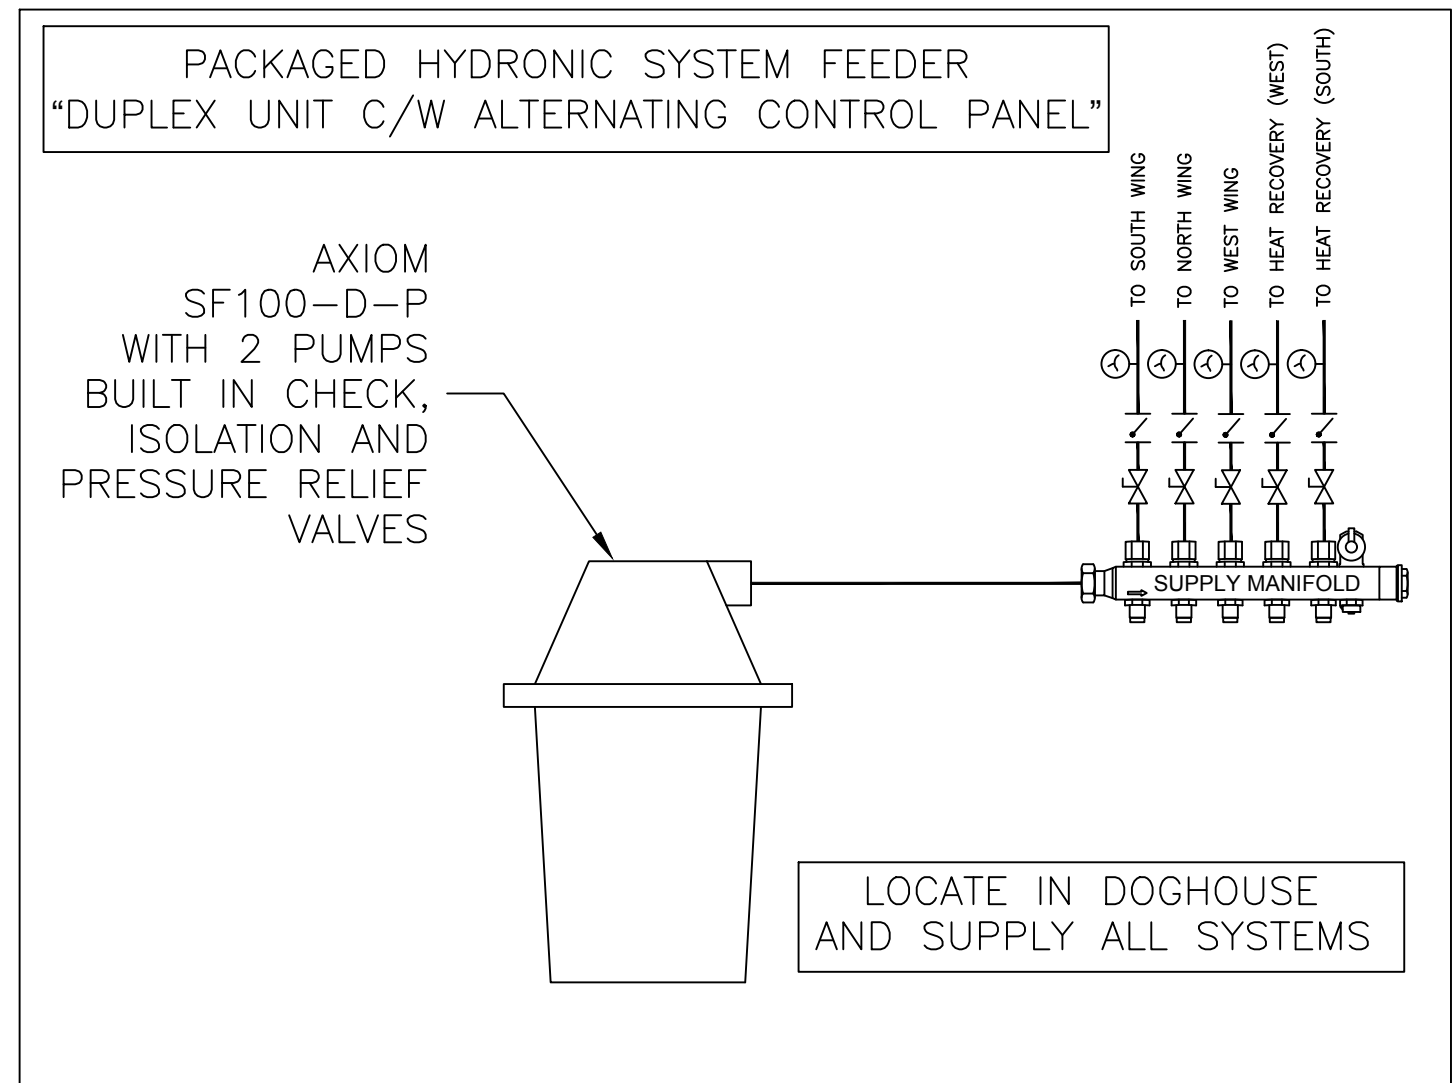 PACKAGED HYDRONIC SYSTEM FEEDER
“DUPLEX UNIT C/W ALTERNATING CONTROL PANEL”
AXIOM
SF100-D-P
WITH 2 PUMPS
BUILT IN CHECK,
ISOLATION AND
PRESSURE RELIEF
VALVES
TO SOUTH WING
TO NORTH WING
TO WEST WING
TO HEAT RECOVERY (WEST)
TO HEAT RECOVERY (SOUTH)
SUPPLY MANIFOLD
LOCATE IN DOGHOUSE
AND SUPPLY ALL SYSTEMS